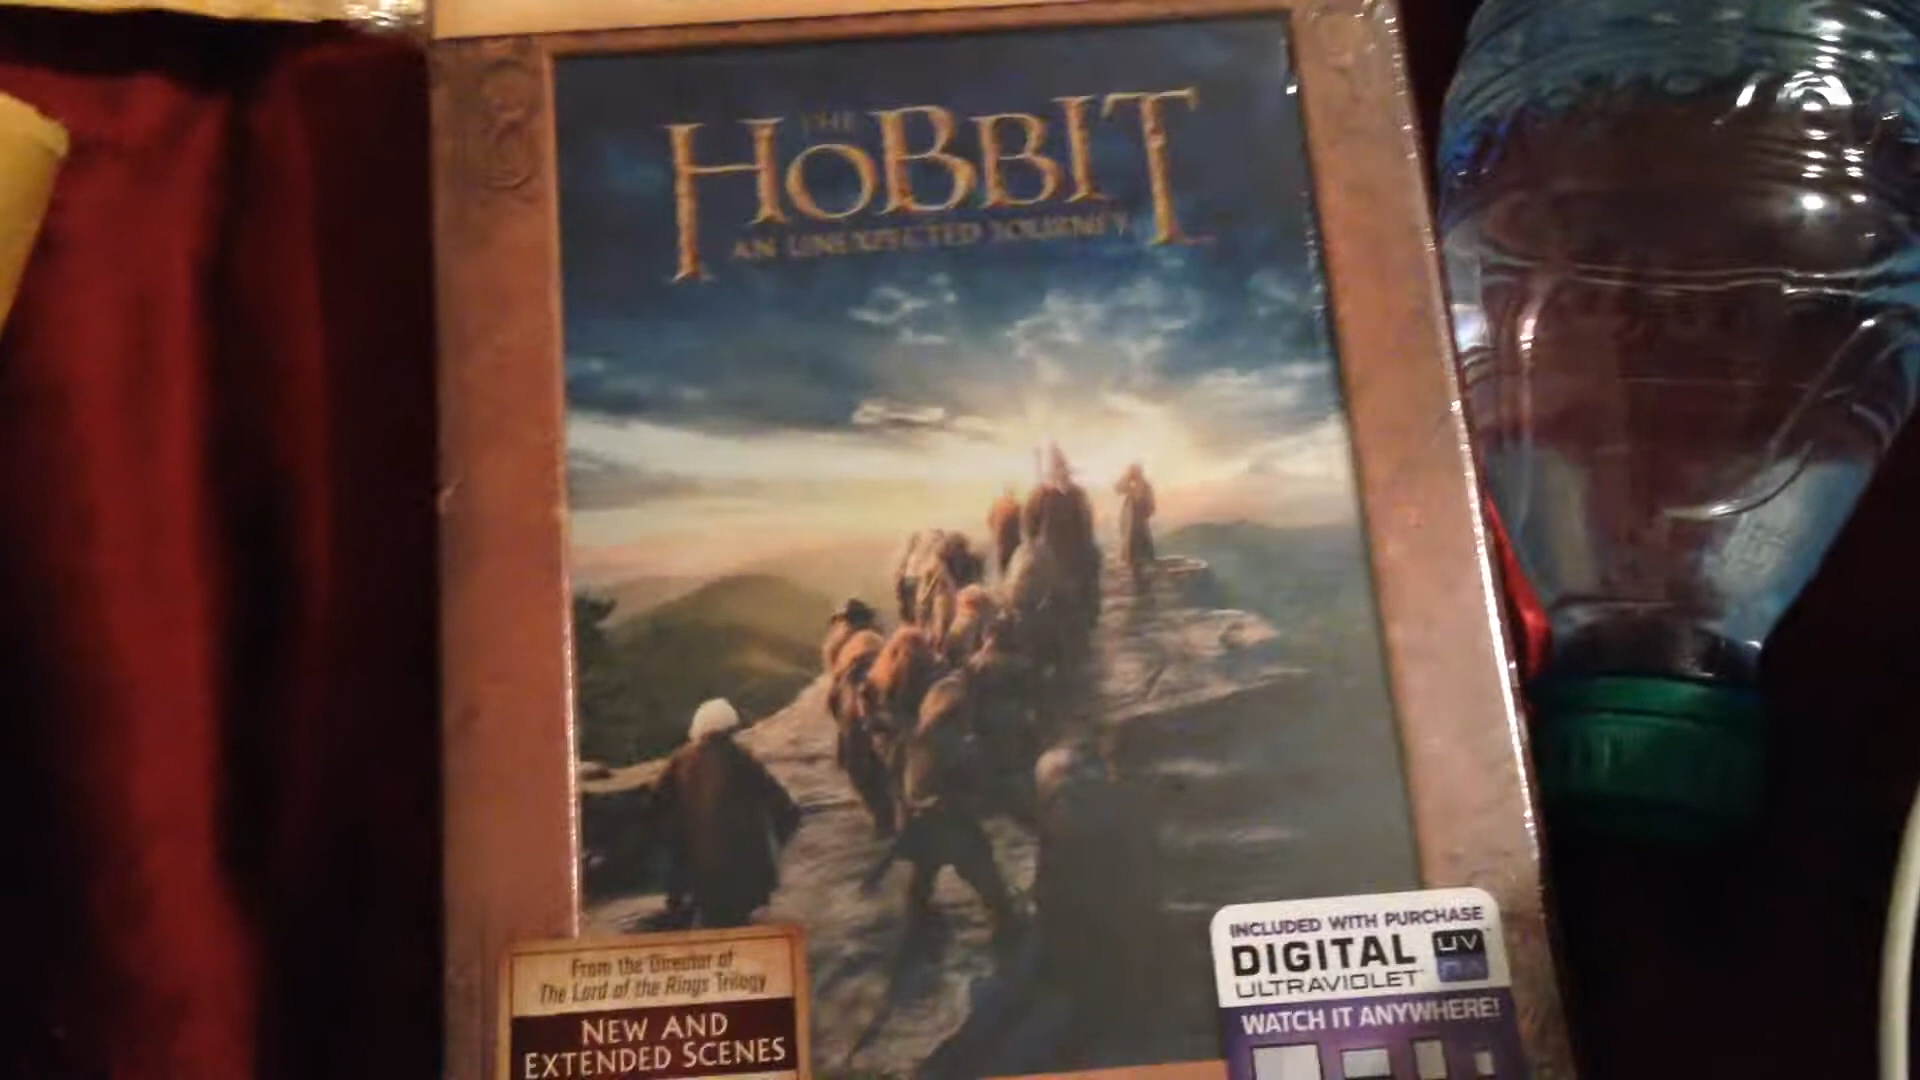 THE
HOBBIT
AN UNEXPECTED JOURNEY
From the Director of
The Lord of the Rings Trilogy
NEW AND
EXTENDED SCENES
INCLUDED WITH PURCHASE
DIGITAL UV
ULTRAVIOLET
WATCH IT ANYWHERE!